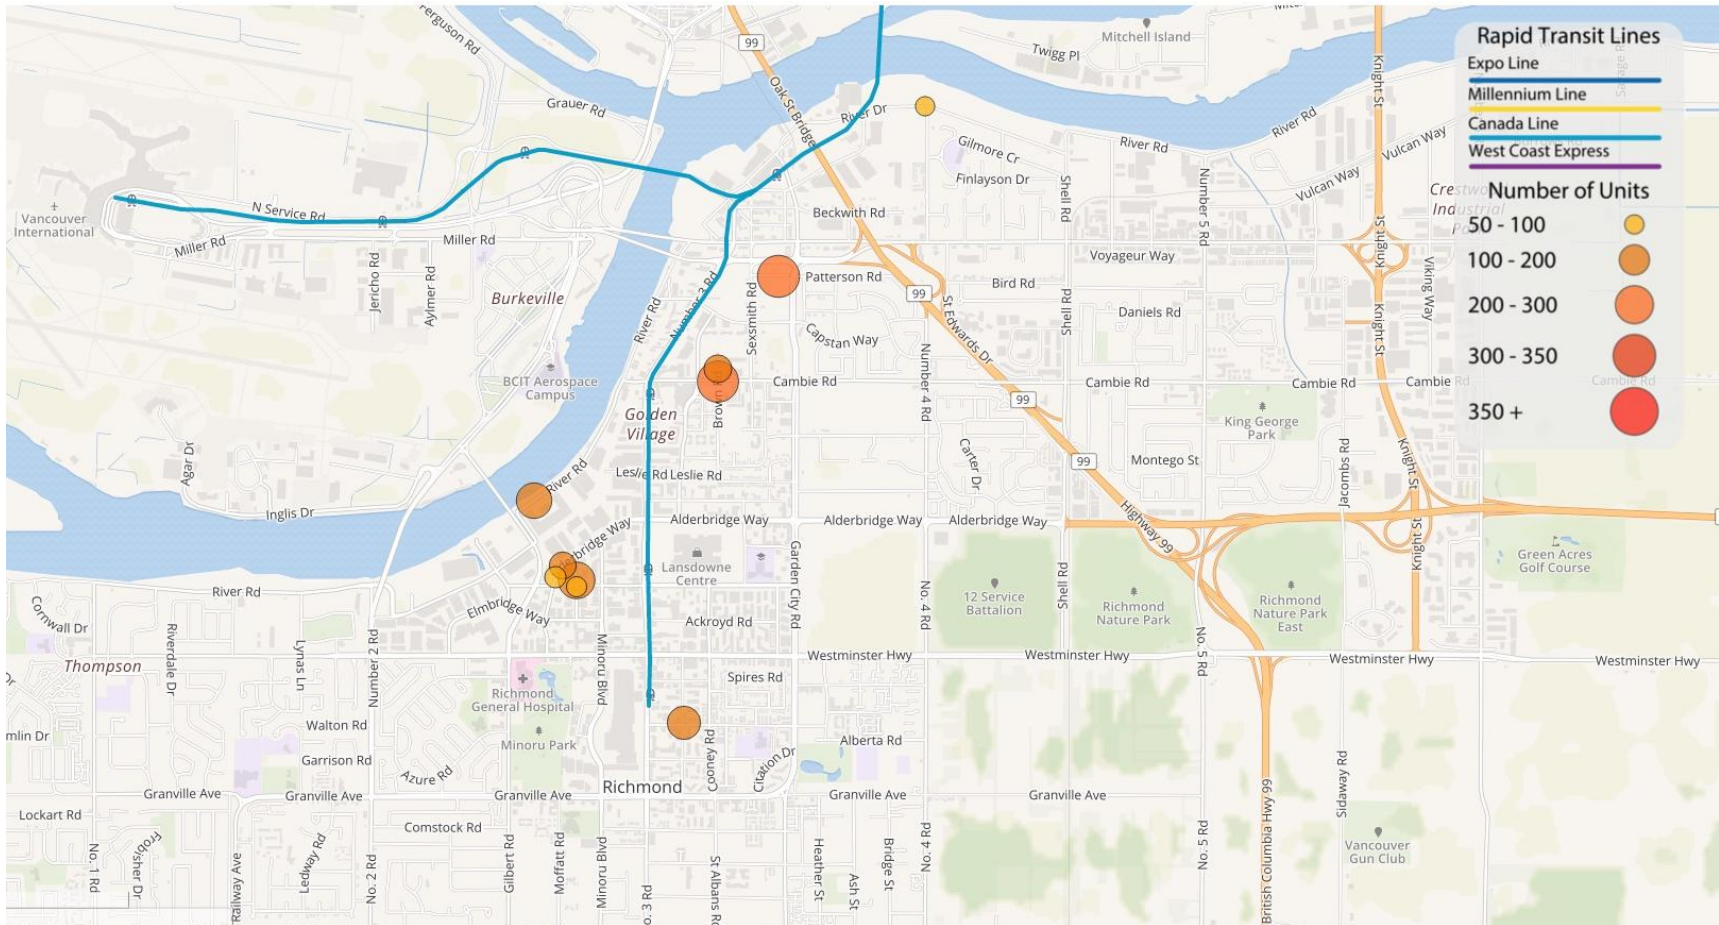 Ferguson Rd
99
Mitchell Island
Twigg Pl
Knight St
Oak St Bridge
Grauer Rd
River Dr
Gilmore Cr
River Rd
River Rd
Vulcan Way
Finlayson Dr
Shell Rd
Number 5 Rd
Vulcan Way
Vancouver
International
N Service Rd
Miller Rd
Miller Rd
Beckwith Rd
Knight St
Voyageur Way
Jericho Rd
Aylmer Rd
Burkeville
River Rd
Number 3 Rd
Sexsmith Rd
Patterson Rd
99
Bird Rd
St Edwards Dr
Shell Rd
Daniels Rd
Knight St
Viking Way
Capstan Way
Number 4 Rd
BCIT Aerospace
Campus
Cambie Rd
Cambie Rd
Cambie Rd
Cambie Rd
Cambie Rd
99
Golden
Village
King George
Park
Agar Dr
Carter Dr
99
Montego St
Jacombs Rd
Knight St
Leslie Rd
Leslie Rd
River Rd
Inglis Dr
Alderbridge Way
Alderbridge Way
Alderbridge Way
Highway 99
Knight St
Lansdowne
Centre
Garden City Rd
Green Acres
Golf Course
12 Service
Battalion
Richmond
Nature Park
Richmond
Nature Park
East
No. 4 Rd
Shell Rd
River Rd
Elmbridge Way
Ackroyd Rd
Cornwall Dr
Riverdale Dr
Lynas Ln
Number 2 Rd
Minoru Blvd
Thompson
Westminster Hwy
Westminster Hwy
Westminster Hwy
Westminster Hwy
No. 5 Rd
Spires Rd
Richmond
General Hospital
Walton Rd
Minoru Park
Cooney Rd
Alberta Rd
Garrison Rd
Azure Rd
Citation Dr
Sidaway Rd
Richmond
Granville Ave
Granville Ave
Granville Ave
Granville Ave
Granville Ave
Lockart Rd
Comstock Rd
No. 1 Rd
Frobisher Dr
Railway Ave
Ledway Rd
No. 2 Rd
Gilbert Rd
Moffatt Rd
Minoru Blvd
St Albans Rd
Heather St
Ash St
Bridge St
No. 4 Rd
No. 5 Rd
British Columbia Hwy 99
Vancouver
Gun Club
Rapid Transit Lines
Expo Line
Millennium Line
Canada Line
West Coast Express
Number of Units
50 - 100
100 - 200
200 - 300
300 - 350
350 +